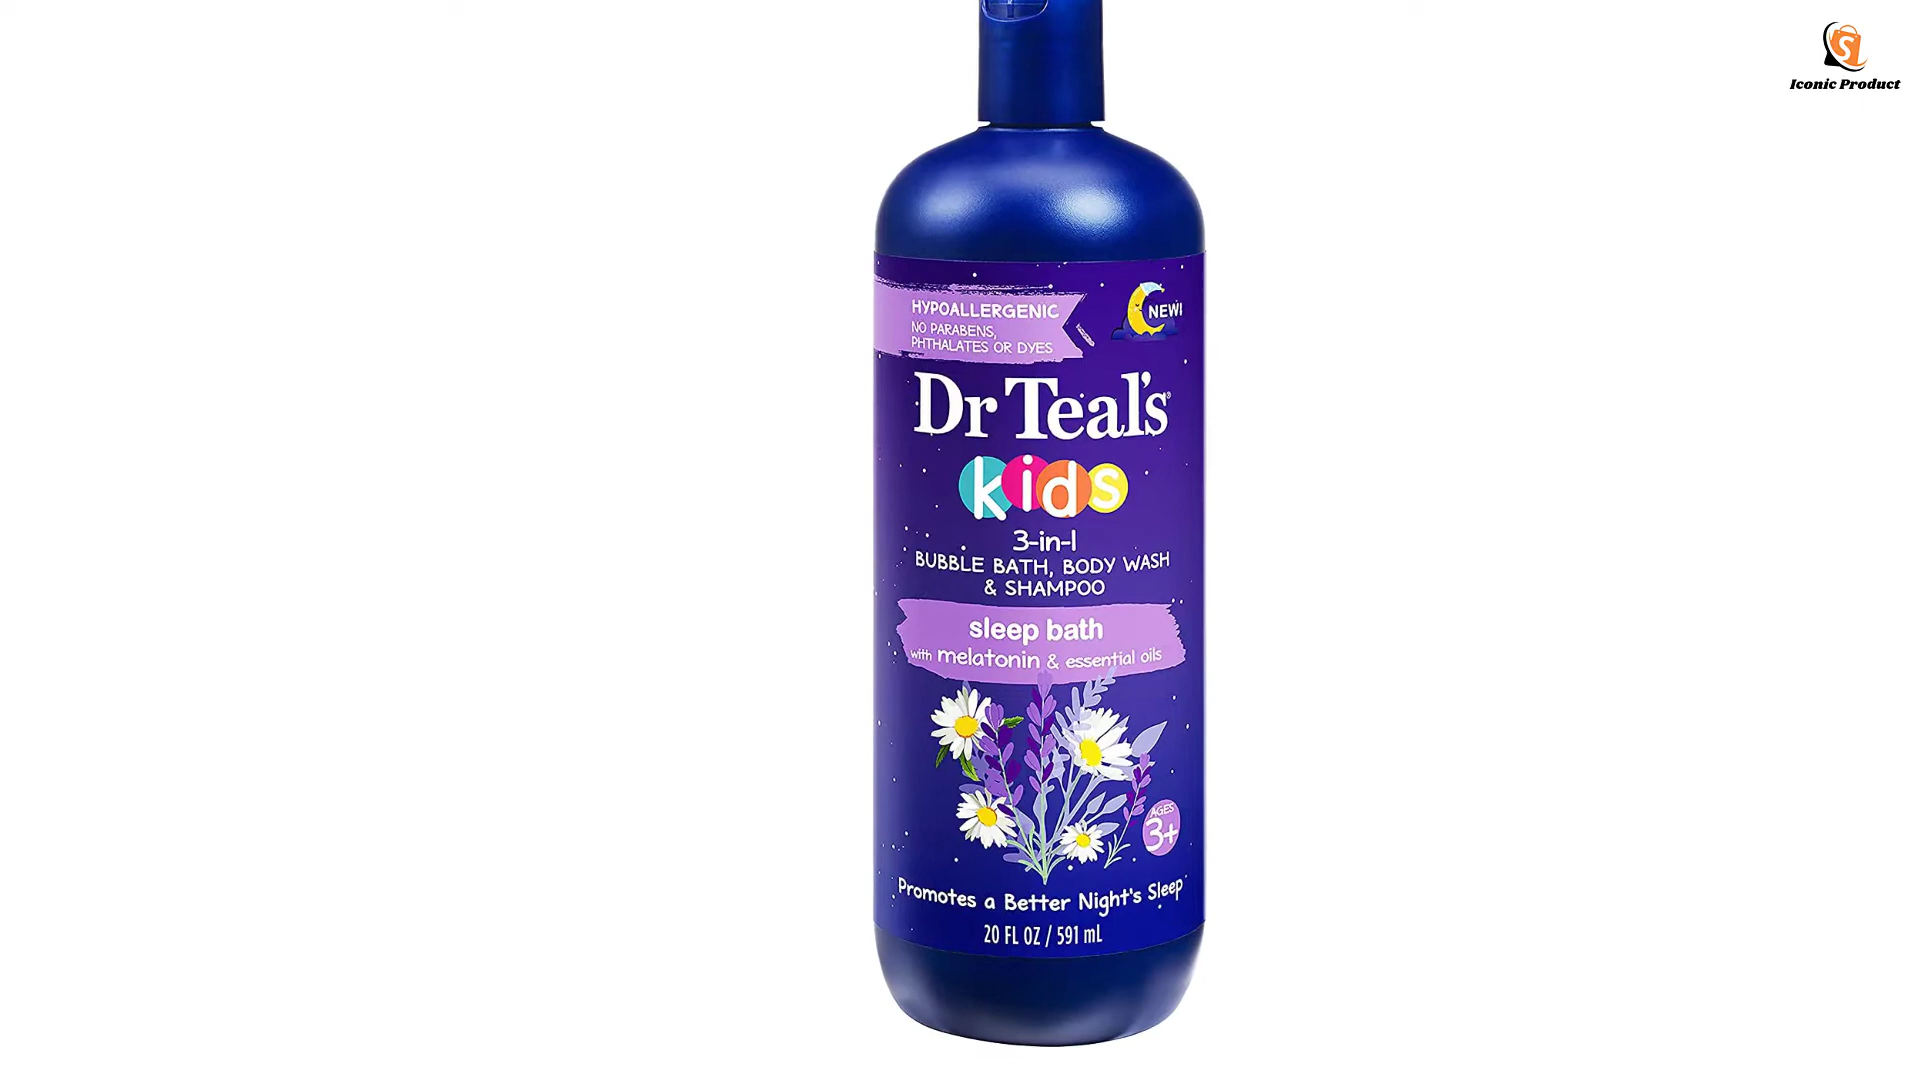 S
Iconic Product
HYPOALLERGENIC
NO PARABENS,
PHTHALATES OR DYES
NEW!
Dr Teal's®
kids
3-in-1
BUBBLE BATH, BODY WASH
& SHAMPOO
sleep bath
with melatonin & essential oils
AGES
3+
Promotes a Better Night's Sleep
20 FL OZ / 591 mL